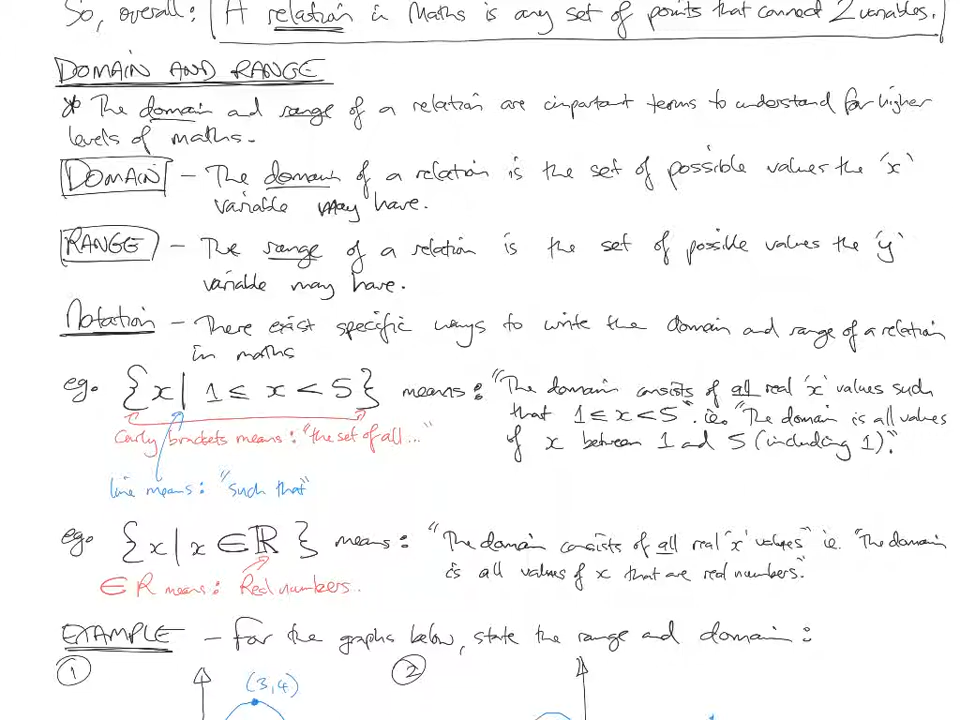 So, overall: A relation in Maths is any set of points that connect 2 variables.
DOMAIN AND RANGE
* The domain and range of a relation are important terms to understand for higher
levels of maths.
DOMAIN - The domain of a relation is the set of possible values the 'x'
variable may have.
RANGE - The range of a relation is the set of possible values the 'y'
variable may have.
Notation - There exist specific ways to write the domain and range of a relation
in maths
eg. {x| 1 ≤ x < 5} means: "The domain consists of all real 'x' values such
that 1 ≤ x < 5". ie. "The domain is all values
of x between 1 and 5 (including 1)."
Curly brackets means: "the set of all..."
line means: "such that"
eg. {x|x ∈ ℝ} means: "The domain consists of all real 'x' values" ie. "The domain
is all values of x that are real numbers."
∈ R means: Real numbers..
EXAMPLE - For the graphs below, state the range and domain:
1 2
(3,4)